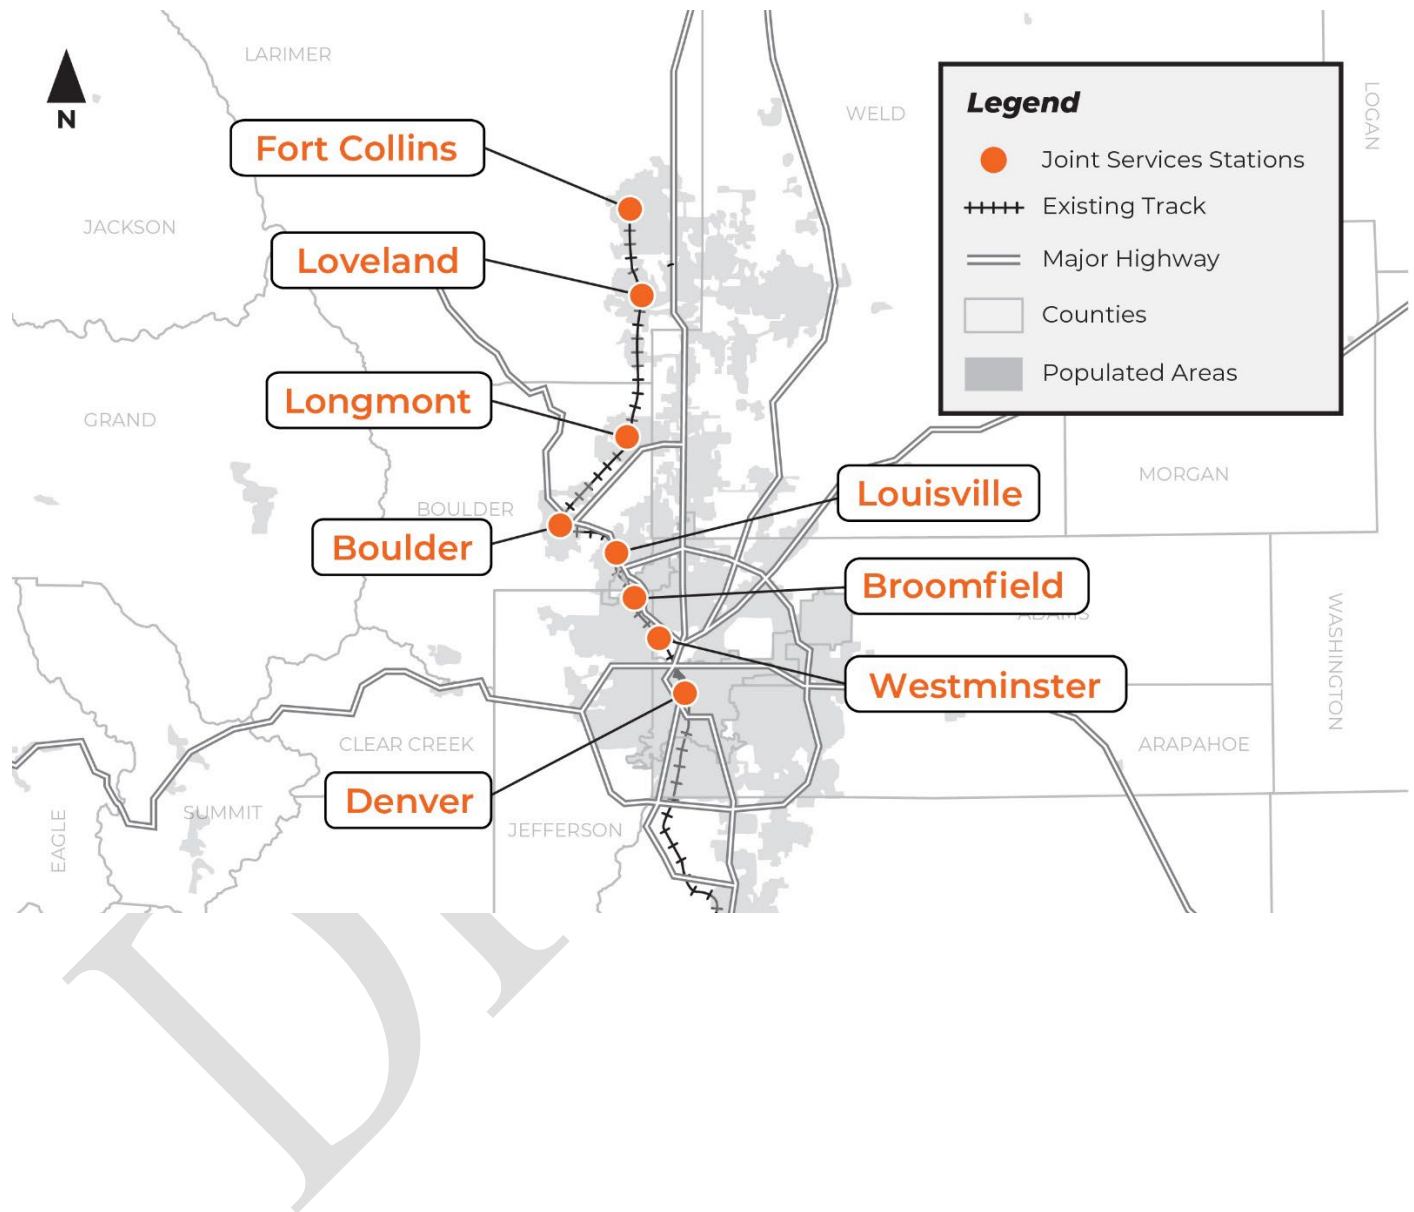 LARIMER
N
Fort Collins
WELD
LOGAN
Legend
Joint Services Stations
Existing Track
Major Highway
Counties
Populated Areas
JACKSON
Loveland
Longmont
GRAND
MORGAN
Louisville
BOULDER
Boulder
Broomfield
ADAMS
WASHINGTON
Westminster
CLEAR CREEK
ARAPAHOE
Denver
SUMMIT
EAGLE
JEFFERSON